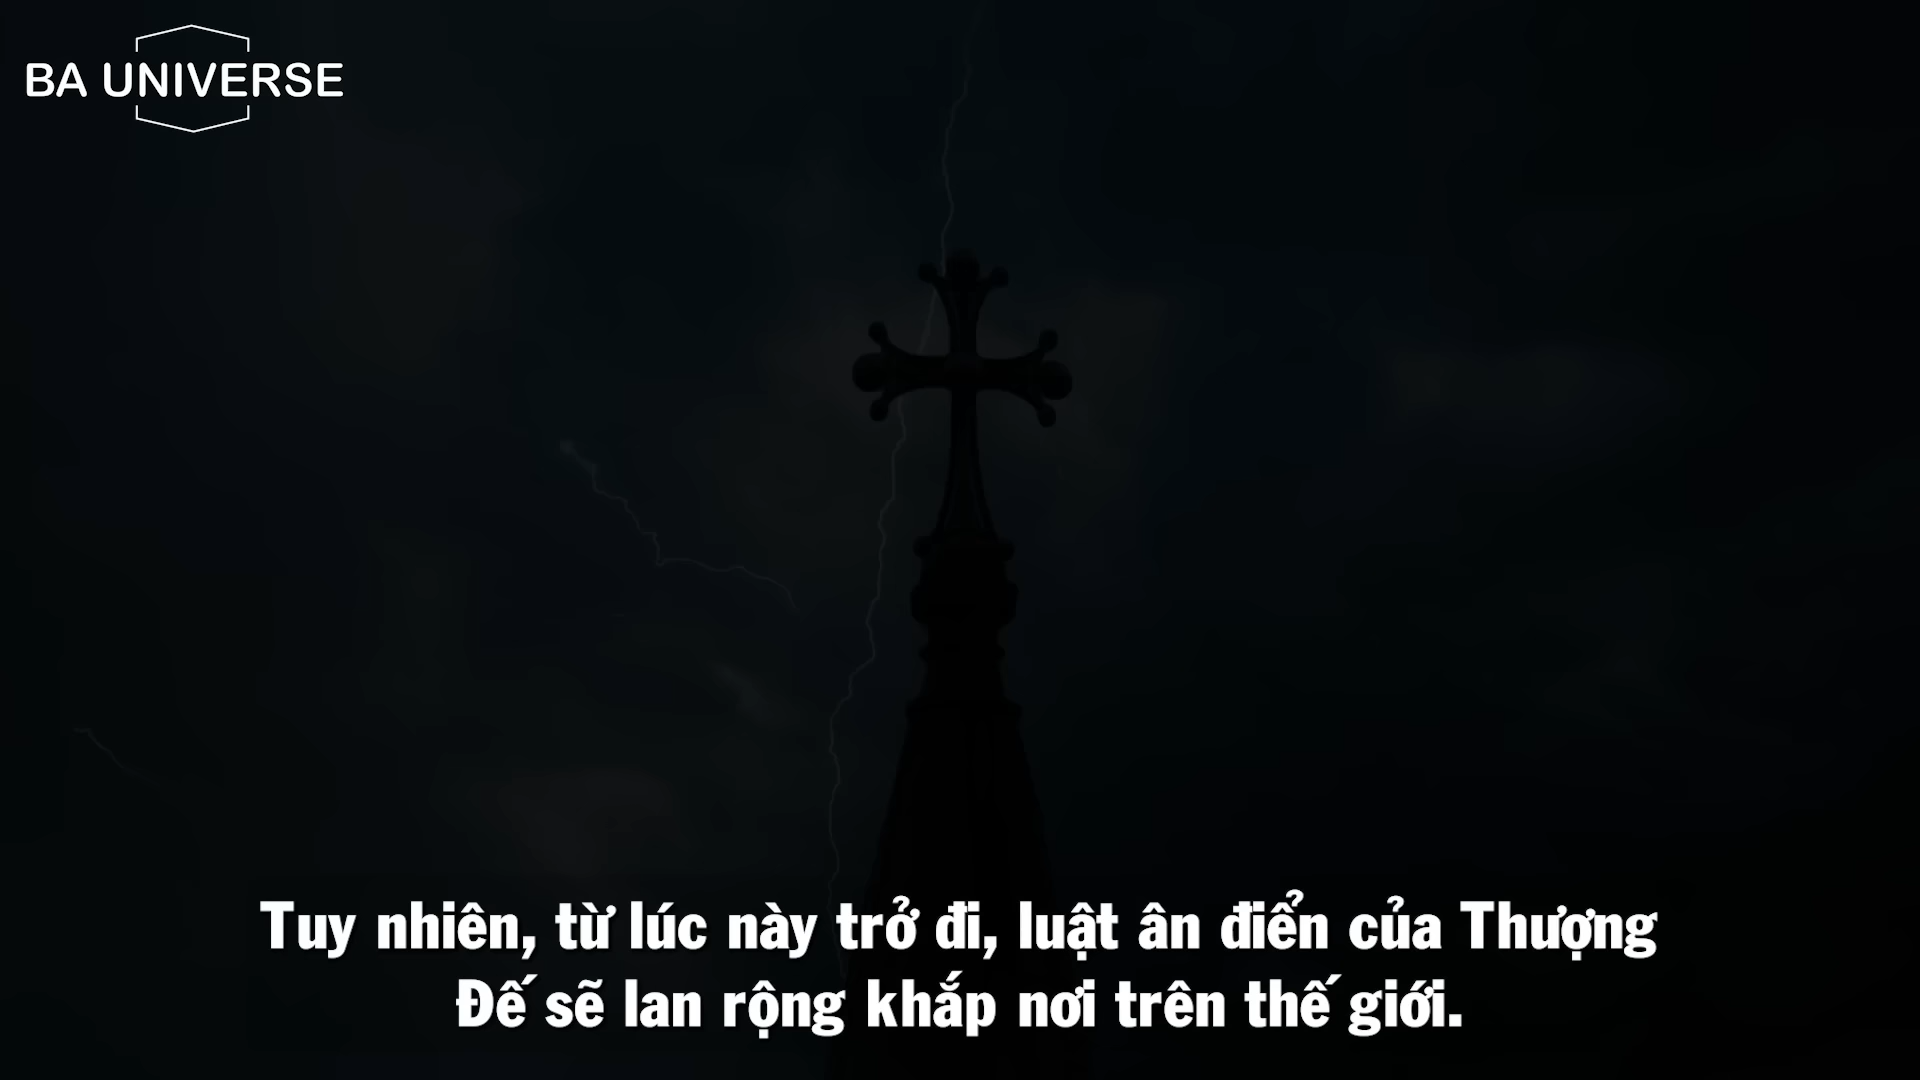 BA UNIVERSE
Tuy nhiên, từ lúc này trở đi, luật ân điển của Thượng
Đế sẽ lan rộng khắp nơi trên thế giới.